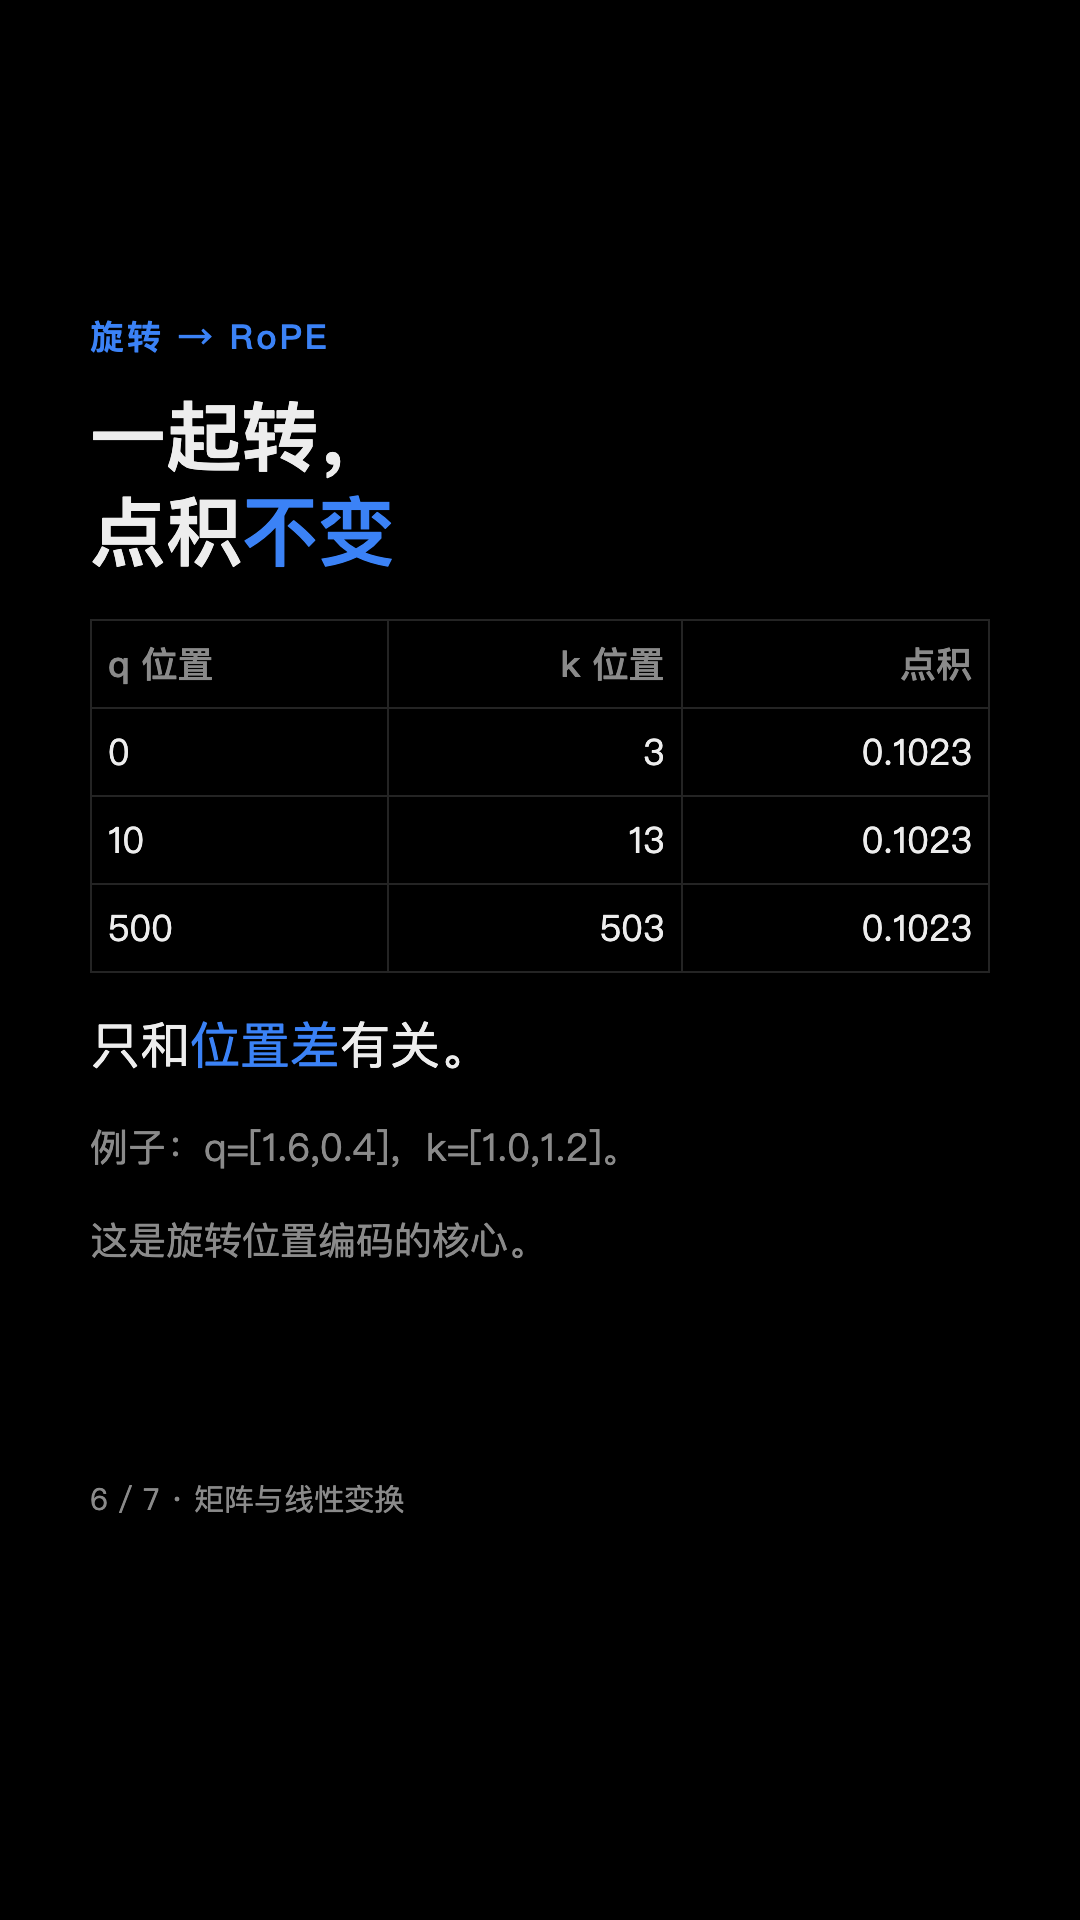 旋转 → RoPE
一起转，
点积不变
q 位置 k 位置 点积
0 3 0.1023
10 13 0.1023
500 503 0.1023
只和位置差有关。
例子：q=[1.6,0.4]，k=[1.0,1.2]。
这是旋转位置编码的核心。
6 / 7 · 矩阵与线性变换